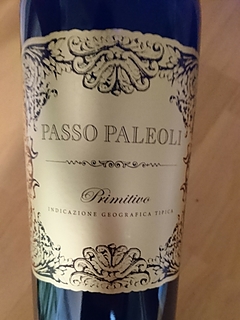 PASSO PALEOLI
Primitivo
INDICAZIONE GEOGRAFICA TIPICA